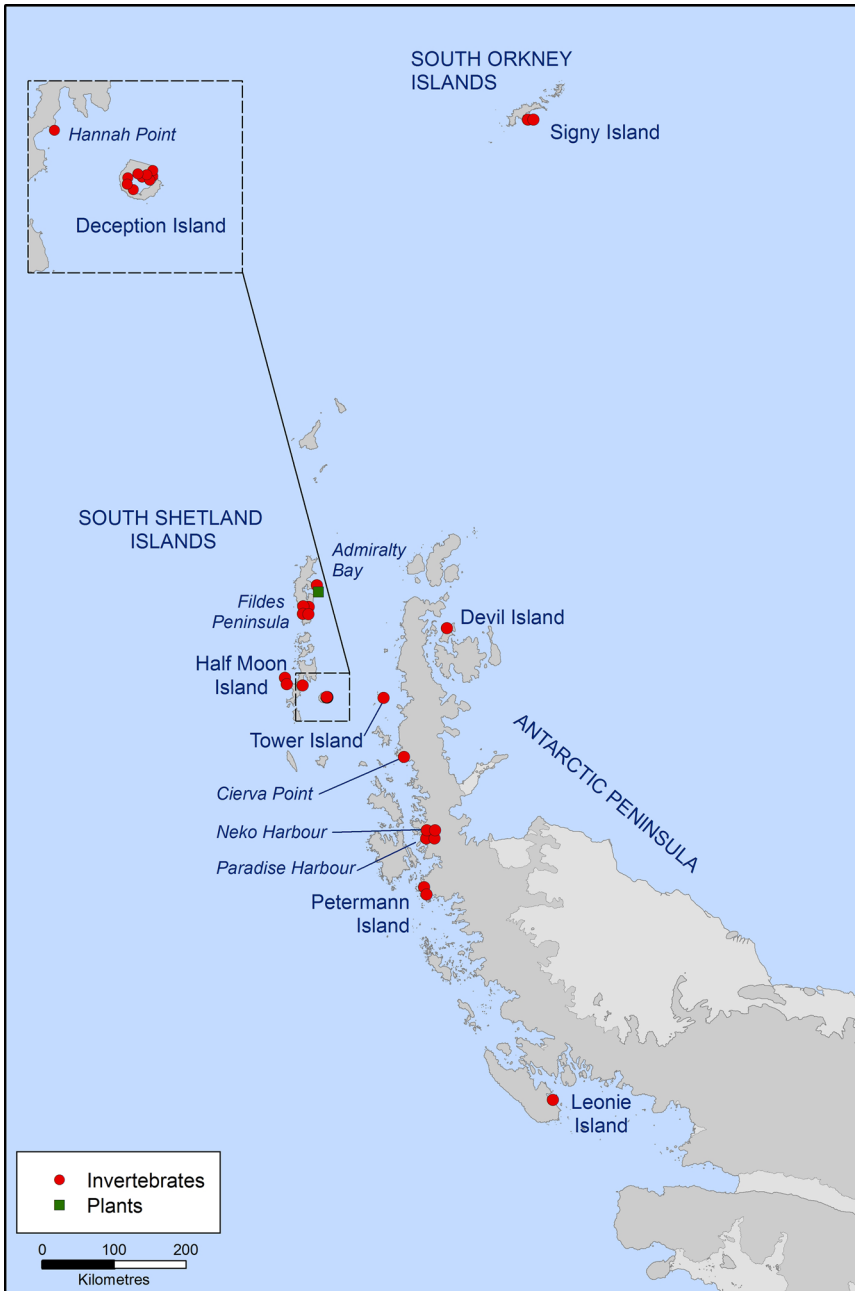 SOUTH ORKNEY
ISLANDS
Signy Island
Hannah Point
Deception Island
SOUTH SHETLAND
ISLANDS
Admiralty
Bay
Fildes
Peninsula
Devil Island
Half Moon
Island
Tower Island
ANTARCTIC PENINSULA
Cierva Point
Neko Harbour
Paradise Harbour
Petermann
Island
Leonie
Island
Invertebrates
Plants
0 100 200
Kilometres